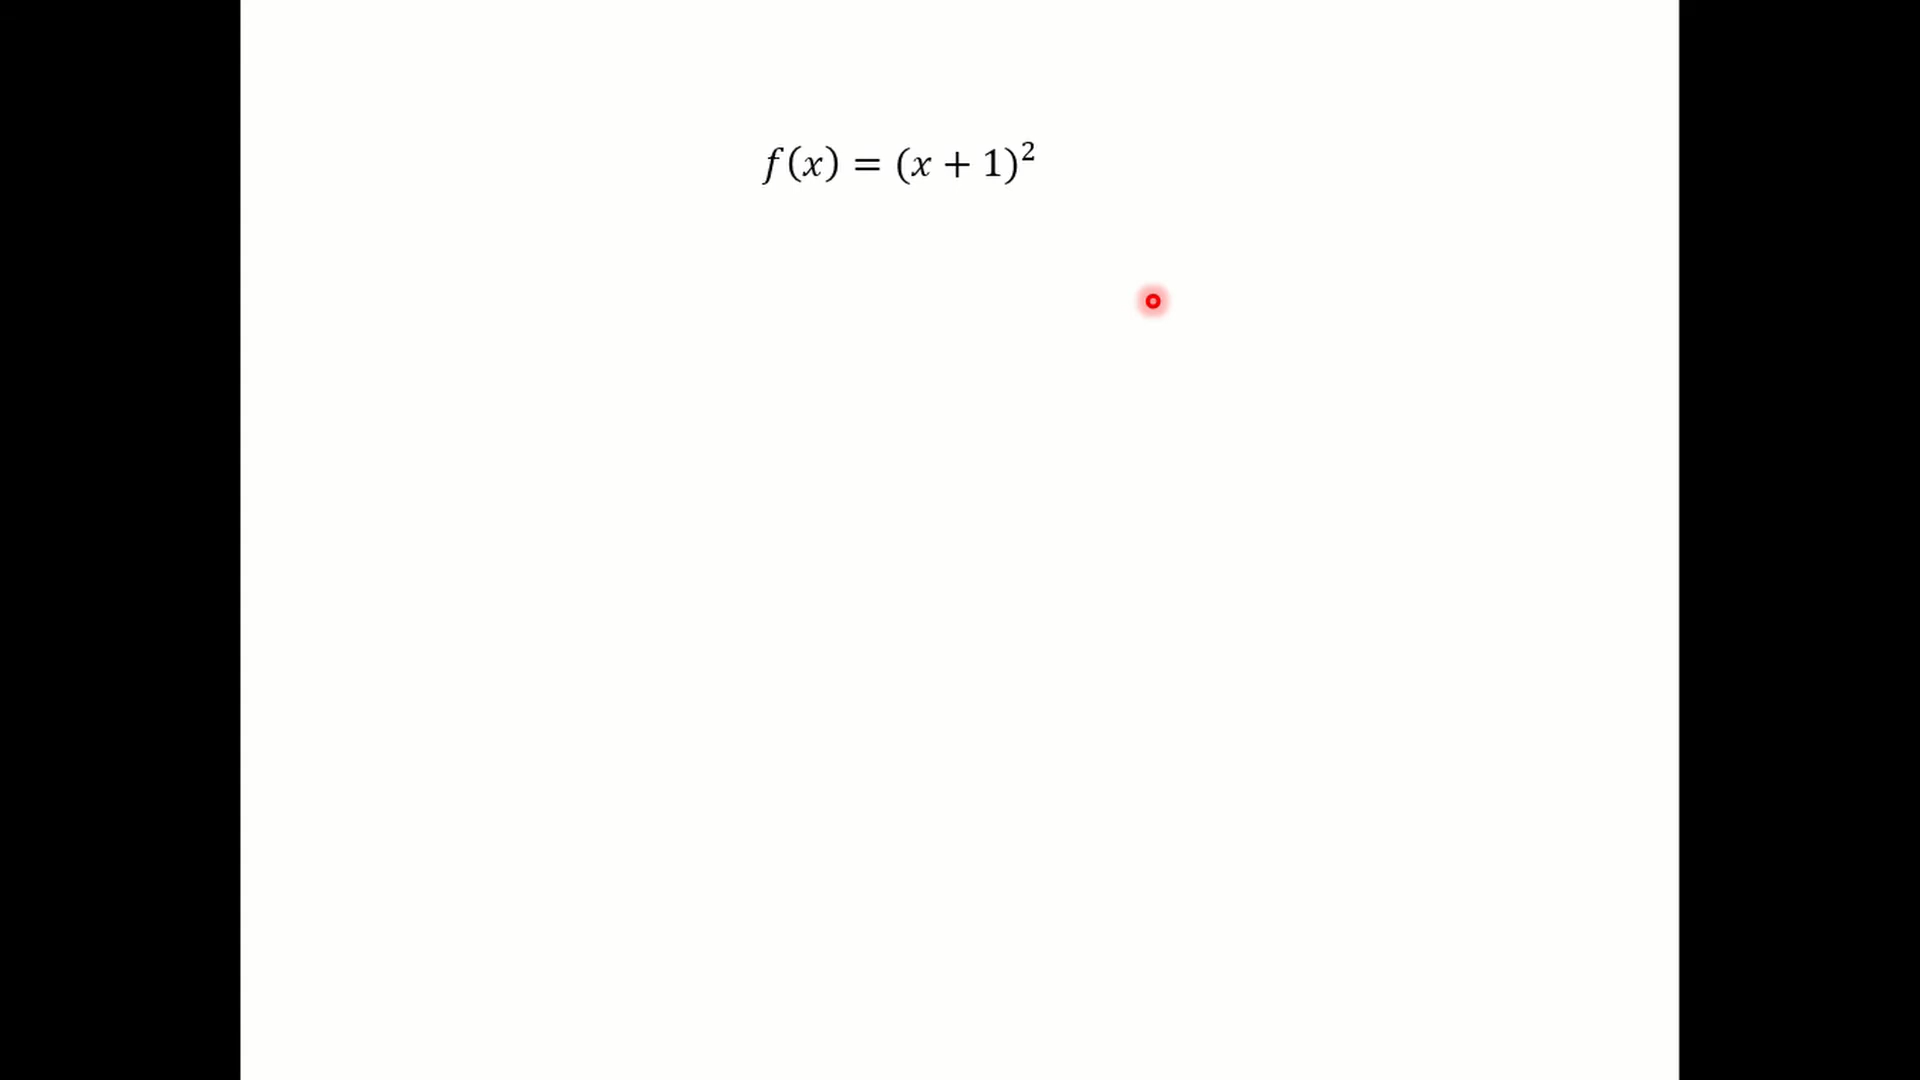 f(x) = (x + 1)²